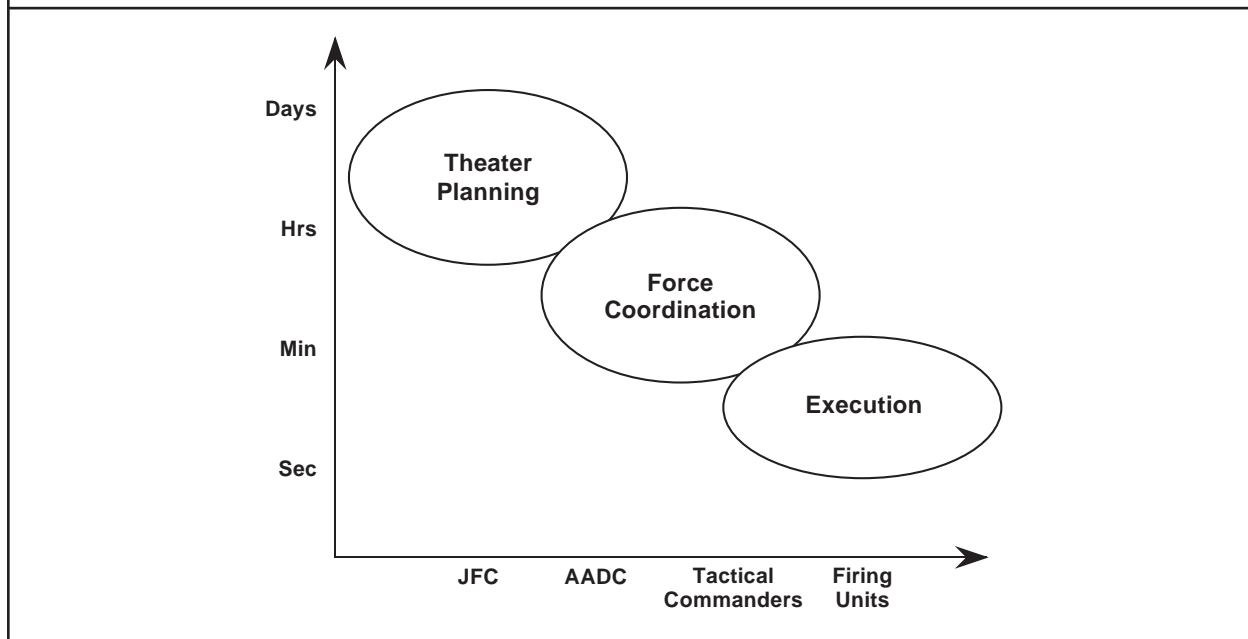 Days
Theater
Planning
Hrs
Force
Coordination
Min
Execution
Sec
JFC
AADC
Tactical
Commanders
Firing
Units